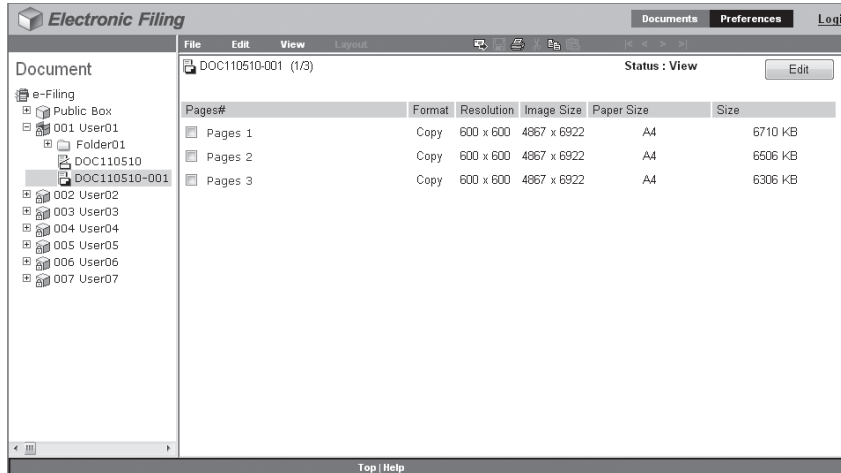 Electronic Filing
Documents Preferences
File Edit View Layout |< < > >|
Document
e-Filing
Public Box
001 User01
Folder01
DOC110510
DOC110510-001
002 User02
003 User03
004 User04
005 User05
006 User06
007 User07
DOC110510-001 (1/3) Status : View Edit
Pages# Format Resolution Image Size Paper Size Size
Pages 1 Copy 600 x 600 4867 x 6922 A4 6710 KB
Pages 2 Copy 600 x 600 4867 x 6922 A4 6506 KB
Pages 3 Copy 600 x 600 4867 x 6922 A4 6306 KB
Top | Help